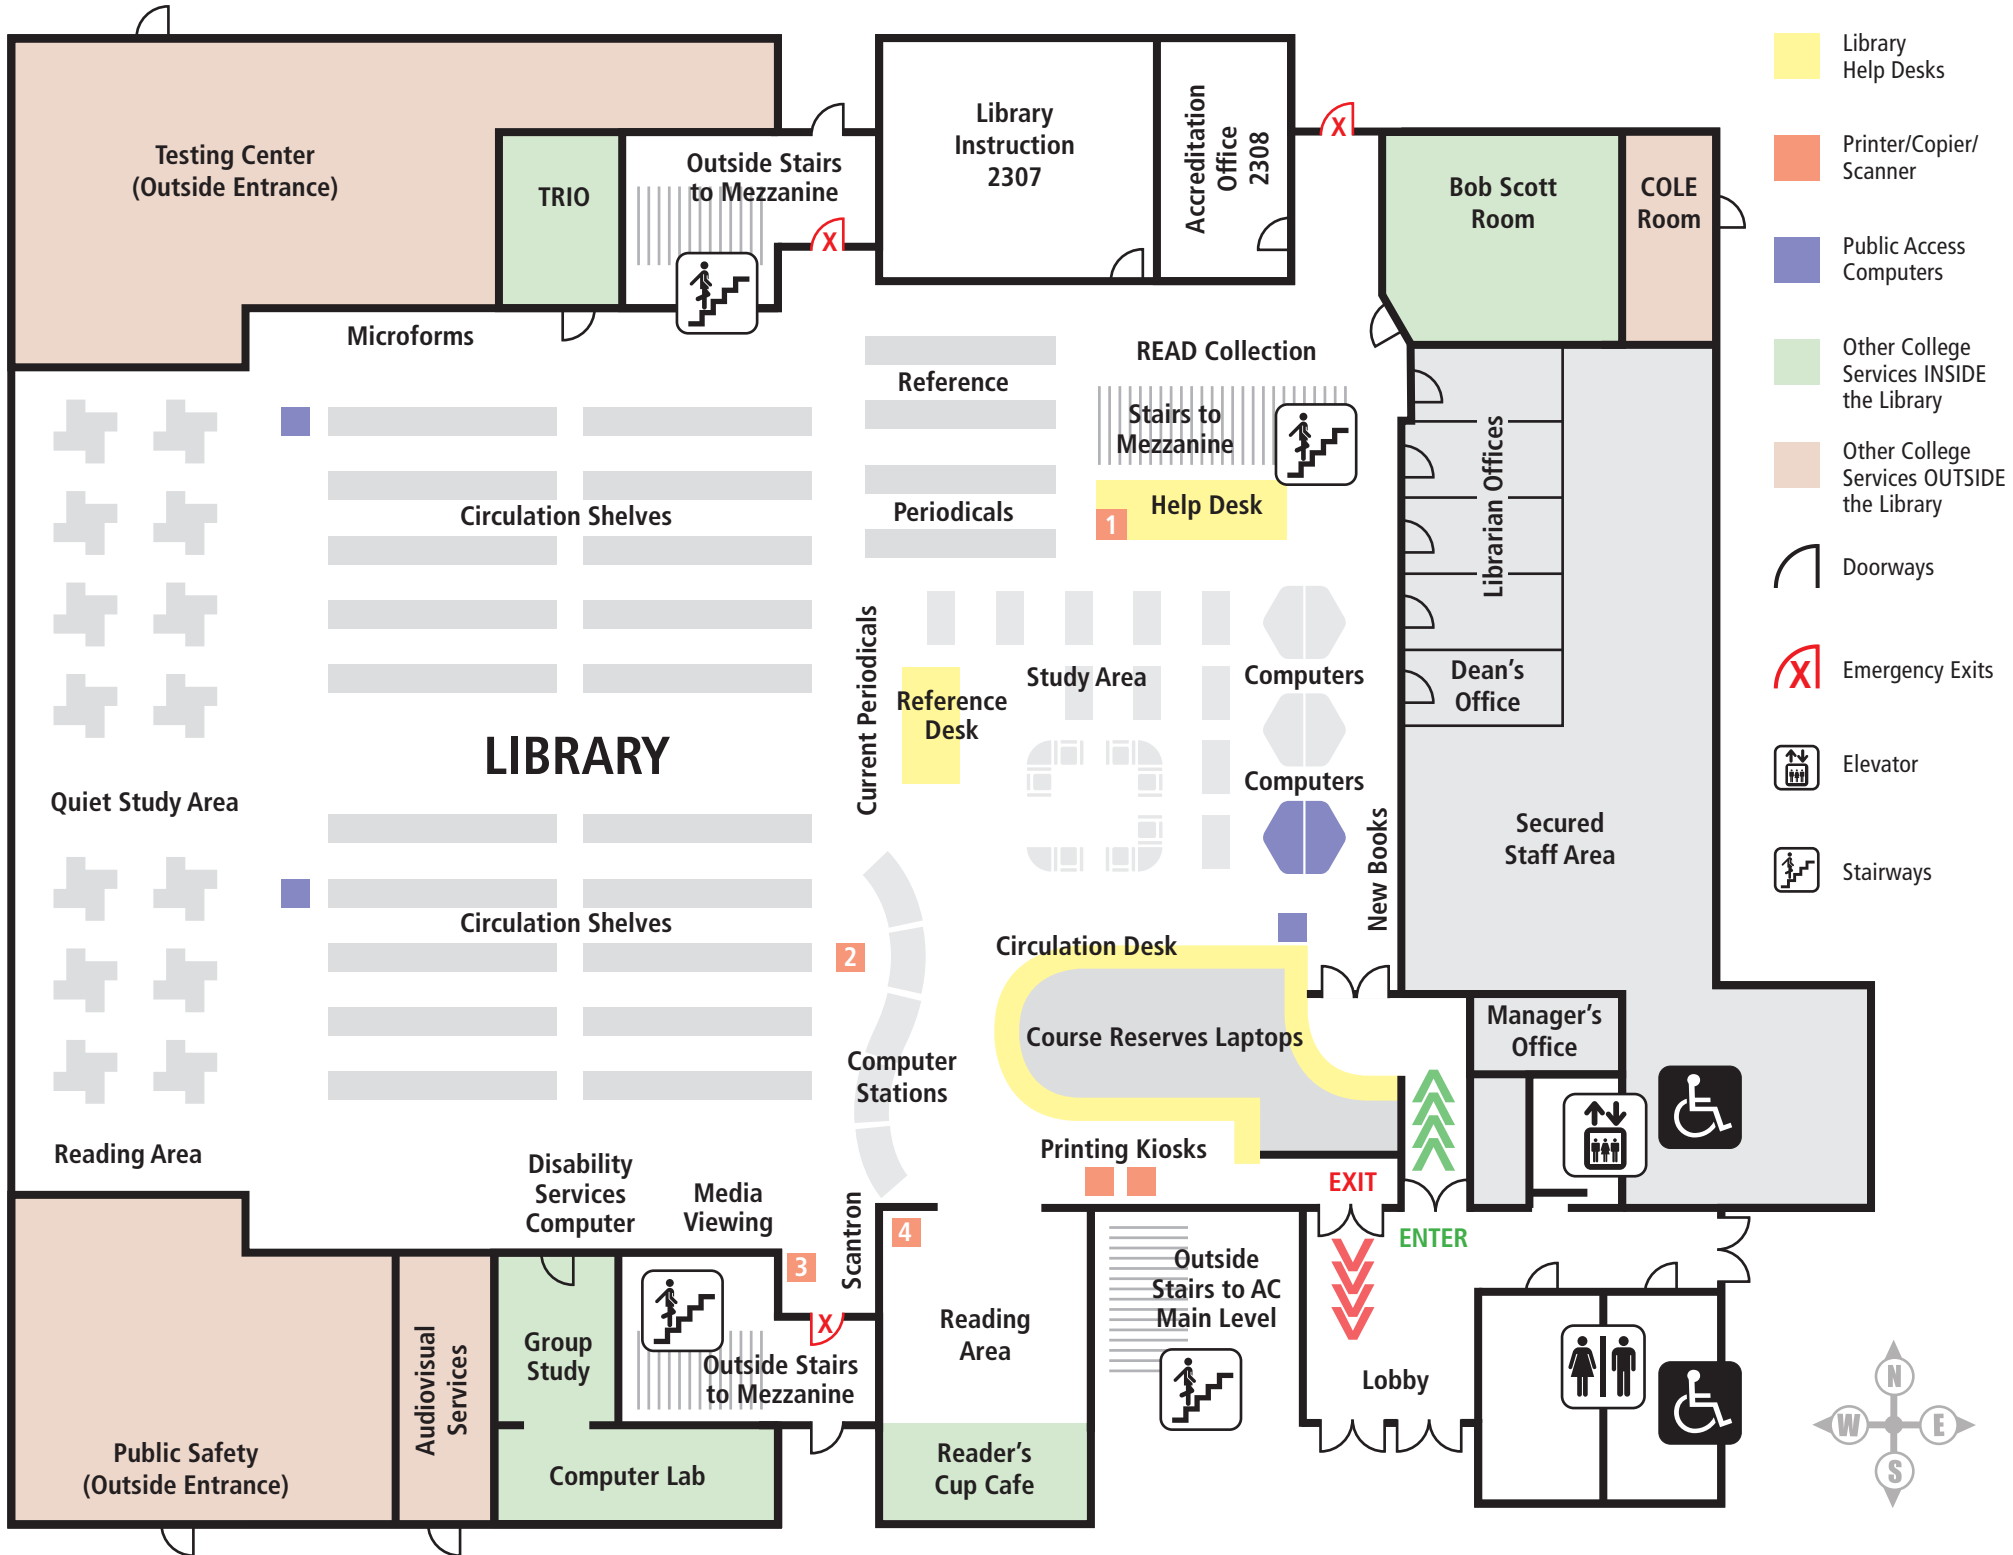 Testing Center
(Outside Entrance)
TRIO
Outside Stairs
to Mezzanine
X
Library
Instruction
2307
Accreditation
Office
2308
X
Bob Scott
Room
COLE
Room
Microforms
Reference
READ Collection
Stairs to
Mezzanine
Circulation Shelves
Periodicals
1
Help Desk
Librarian Offices
Current Periodicals
Reference
Desk
Study Area
Computers
Dean's
Office
LIBRARY
Computers
Quiet Study Area
New Books
Secured
Staff Area
Circulation Shelves
2
Circulation Desk
Course Reserves Laptops
Manager's
Office
Computer
Stations
Reading Area
Disability
Services
Computer
Media
Viewing
Scantron
Printing Kiosks
EXIT
ENTER
3
4
Outside
Stairs to AC
Main Level
X
Reading
Area
Group
Study
Outside Stairs
to Mezzanine
Audiovisual
Services
Lobby
Public Safety
(Outside Entrance)
Computer Lab
Reader's
Cup Cafe
Library
Help Desks
Printer/Copier/
Scanner
Public Access
Computers
Other College
Services INSIDE
the Library
Other College
Services OUTSIDE
the Library
Doorways
X
Emergency Exits
Elevator
Stairways
N
W
E
S